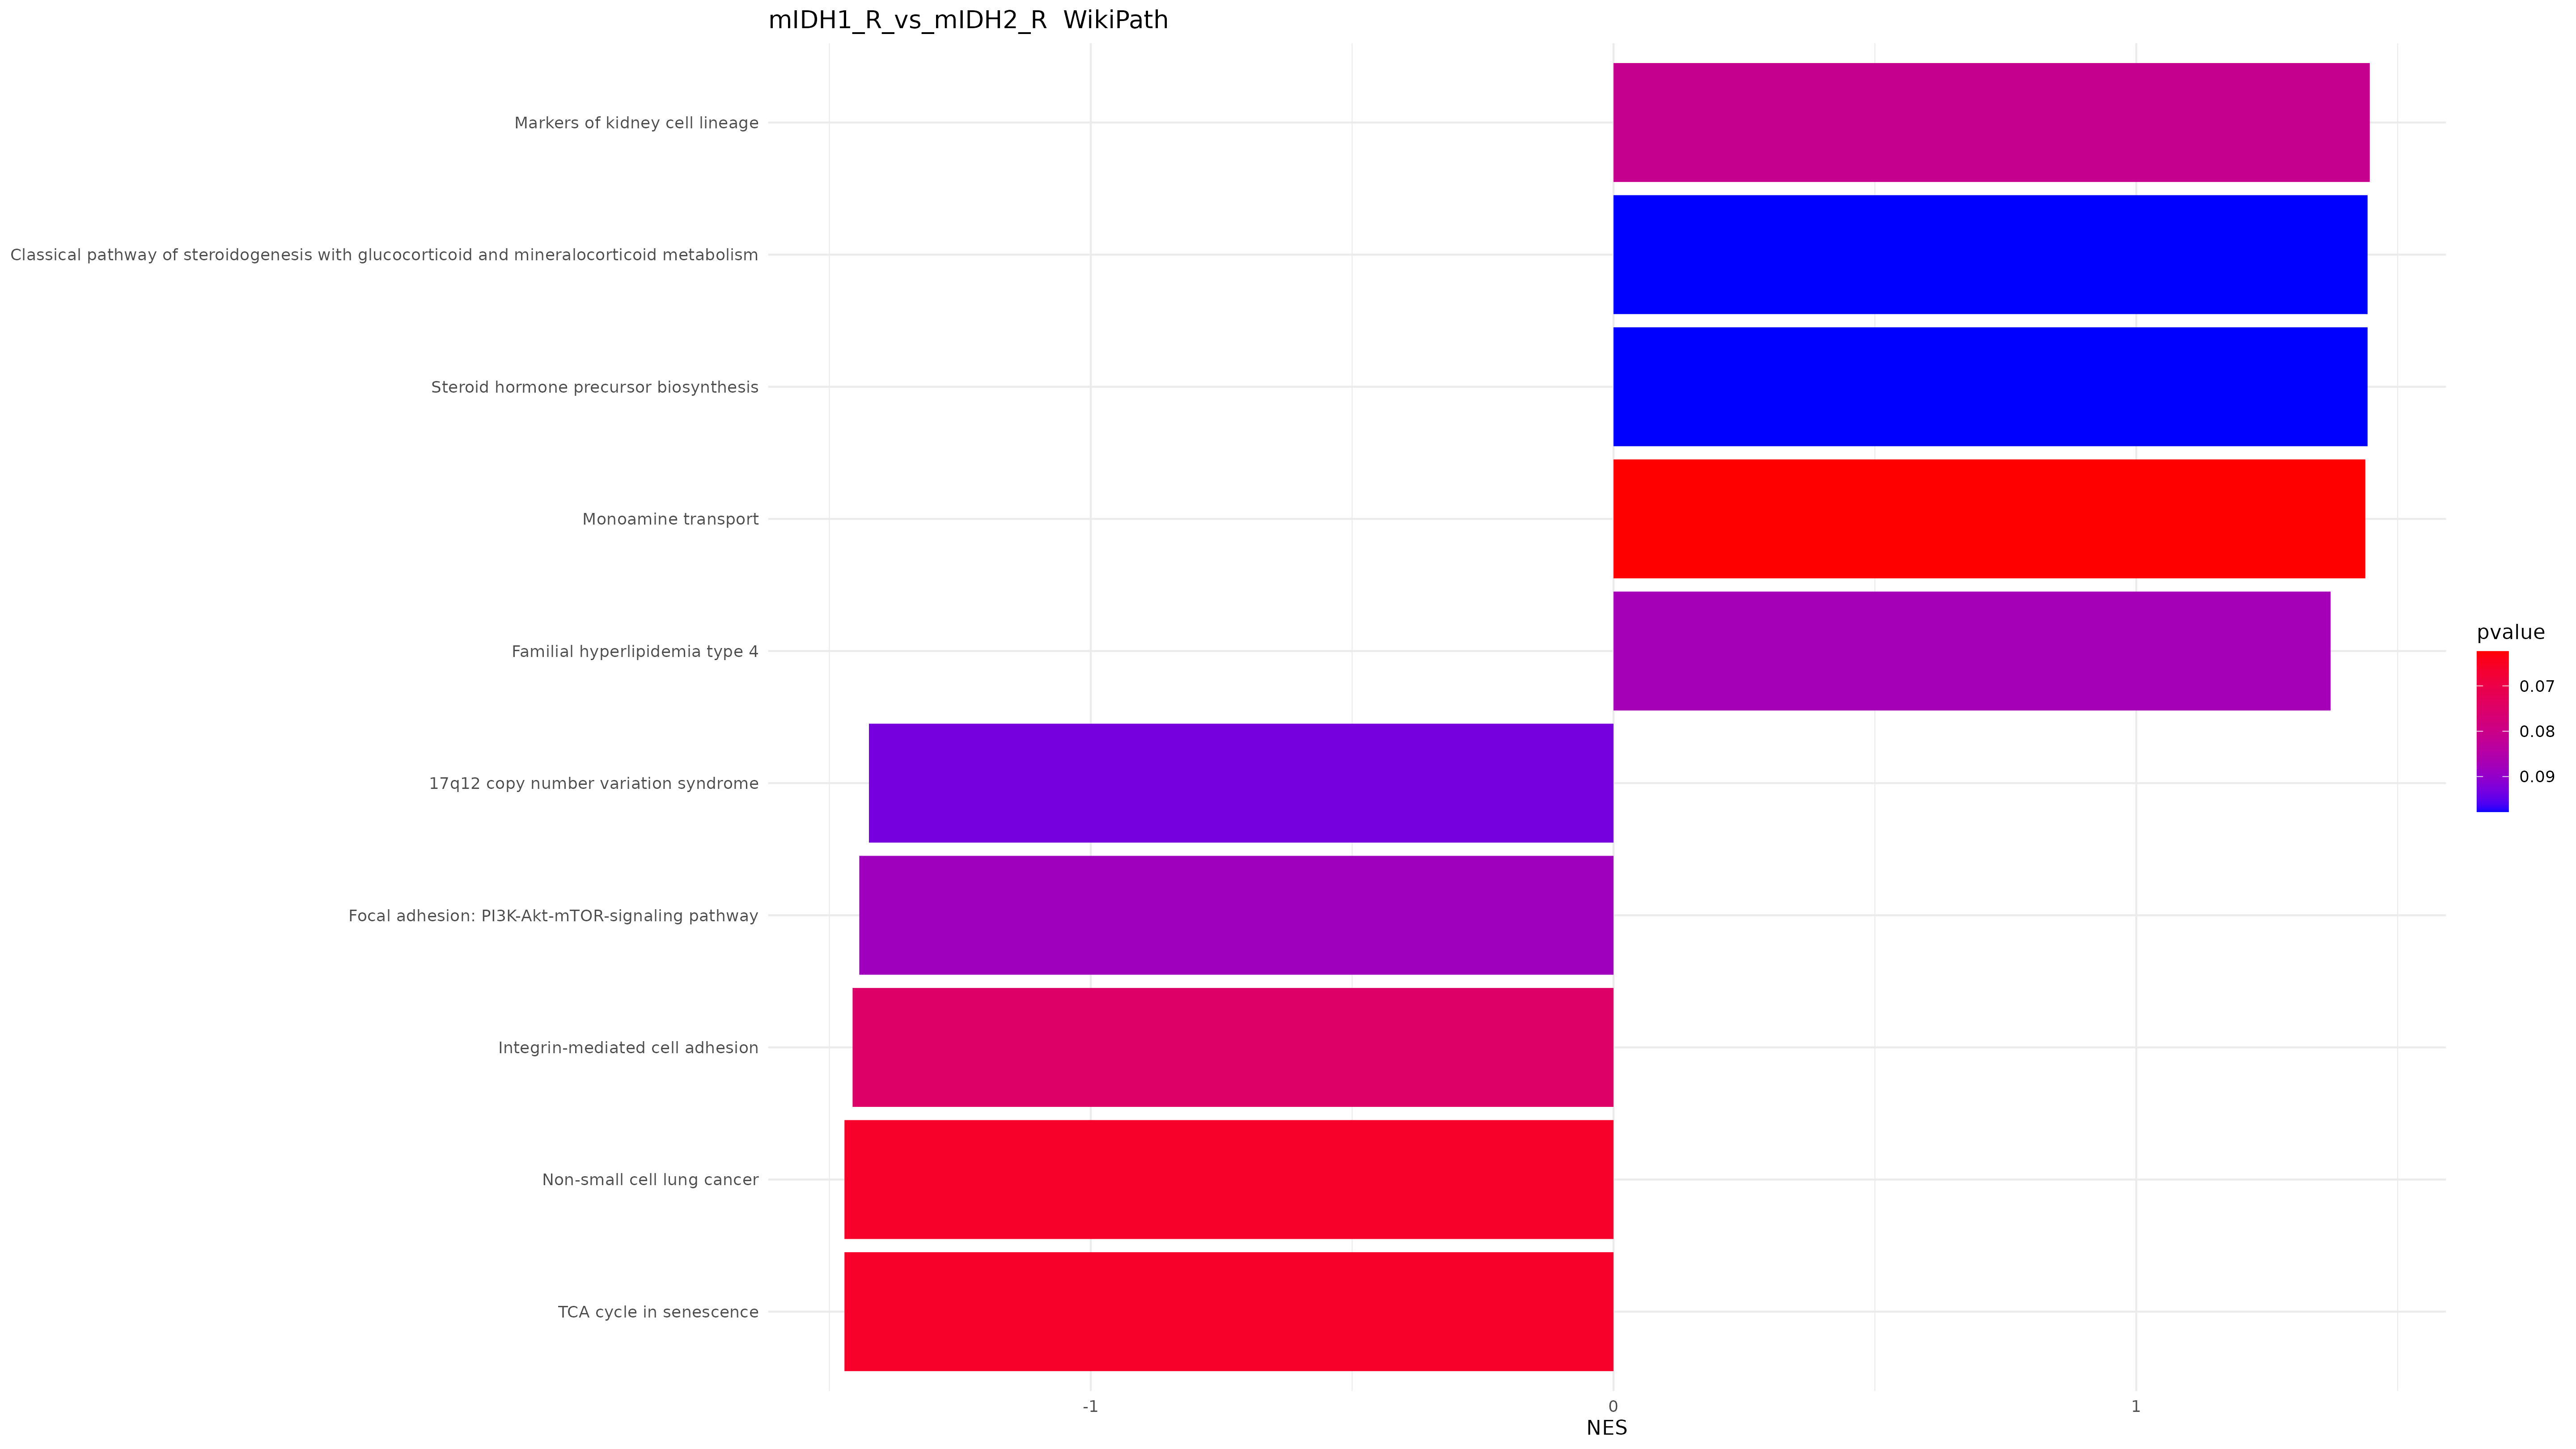 mIDH1_R_vs_mIDH2_R  WikiPath
Markers of kidney cell lineage
Classical pathway of steroidogenesis with glucocorticoid and mineralocorticoid metabolism
Steroid hormone precursor biosynthesis
Monoamine transport
Familial hyperlipidemia type 4
17q12 copy number variation syndrome
Focal adhesion: PI3K-Akt-mTOR-signaling pathway
Integrin-mediated cell adhesion
Non-small cell lung cancer
TCA cycle in senescence
-1
0
1
NES
pvalue
0.07
0.08
0.09